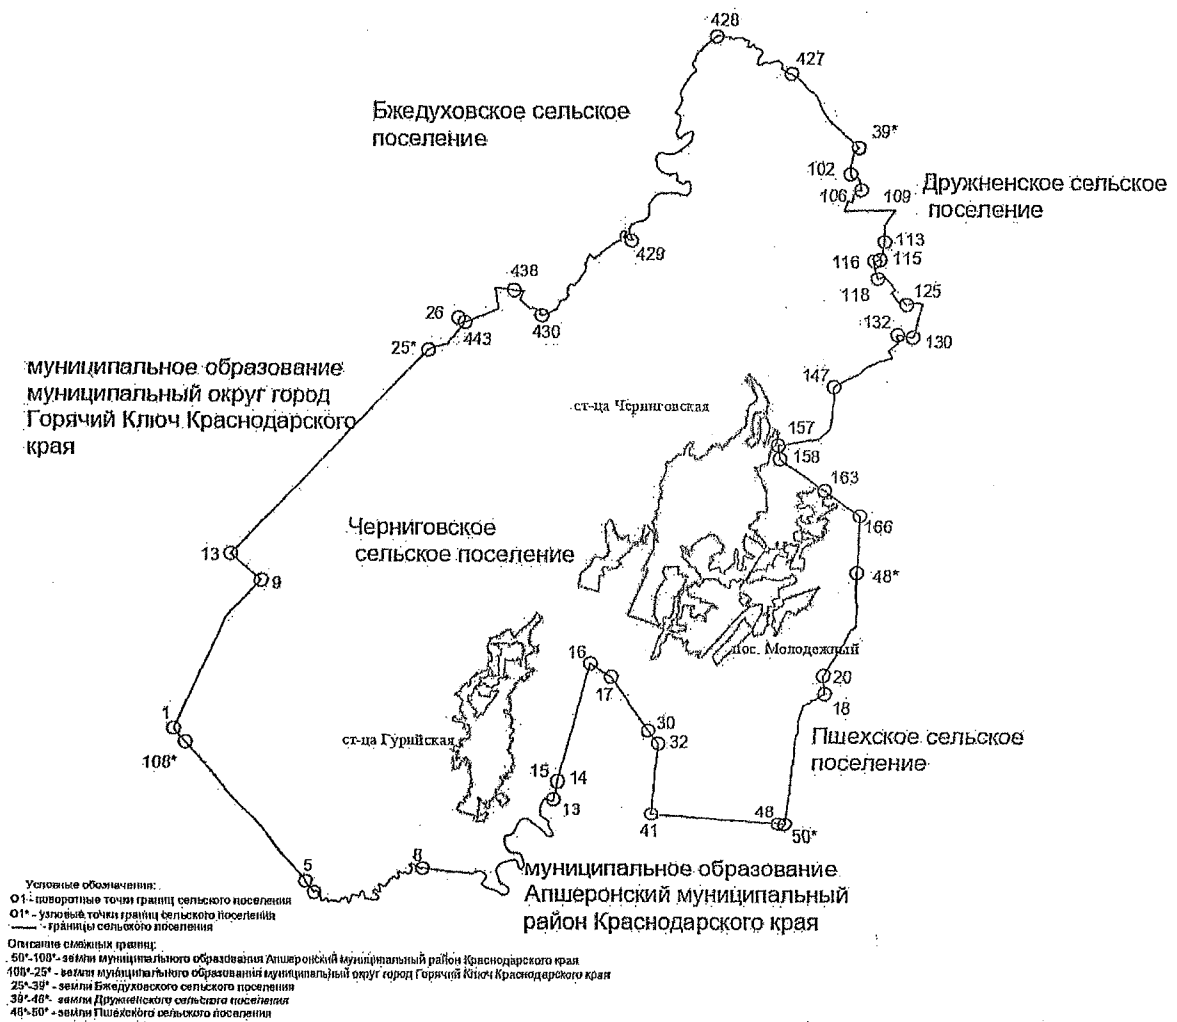 428
427
Бжедуховское сельское
поселение
39*
102
106
109
Дружненское сельское
поселение
113
116
115
118
125
132
130
429
438
430
26
443
25*
муниципальное образование
муниципальный округ город
Горячий Ключ Краснодарского
края
147
ст-ца Черниговская
157
158
163
166
48*
13
9
Черниговское
сельское поселение
пос. Молодежный
16
17
20
18
1
108*
30
32
ст-ца Гурийская
Пшехское сельское
поселение
15
14
13
41
48
50*
5
8
муниципальное образование
Апшеронский муниципальный
район Краснодарского края
Условные обозначения:
О1 - поворотные точки границ сельского поселения
О1* - узловые точки границ сельского поселения
- границы сельского поселения
Описание смежных границ:
50*-108* - земли муниципального образования Апшеронский муниципальный район Краснодарского края
108*-25* - земли муниципального образования муниципальный округ город Горячий Ключ Краснодарского края
25*-39* - земли Бжедуховского сельского поселения
39*-48* - земли Дружненского сельского поселения
48*-50* - земли Пшехского сельского поселения